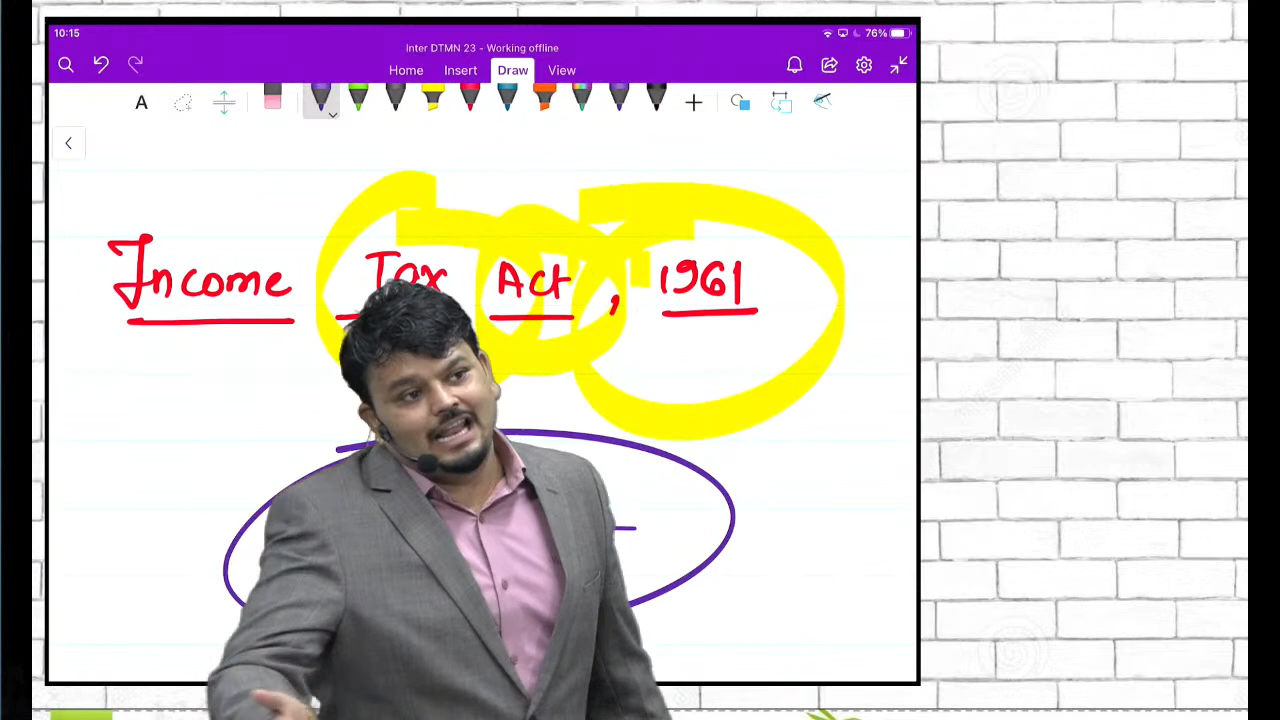 10:15
76%
Inter DTMN 23 - Working offline
Home Insert Draw View
A
Income Tax Act, 1961